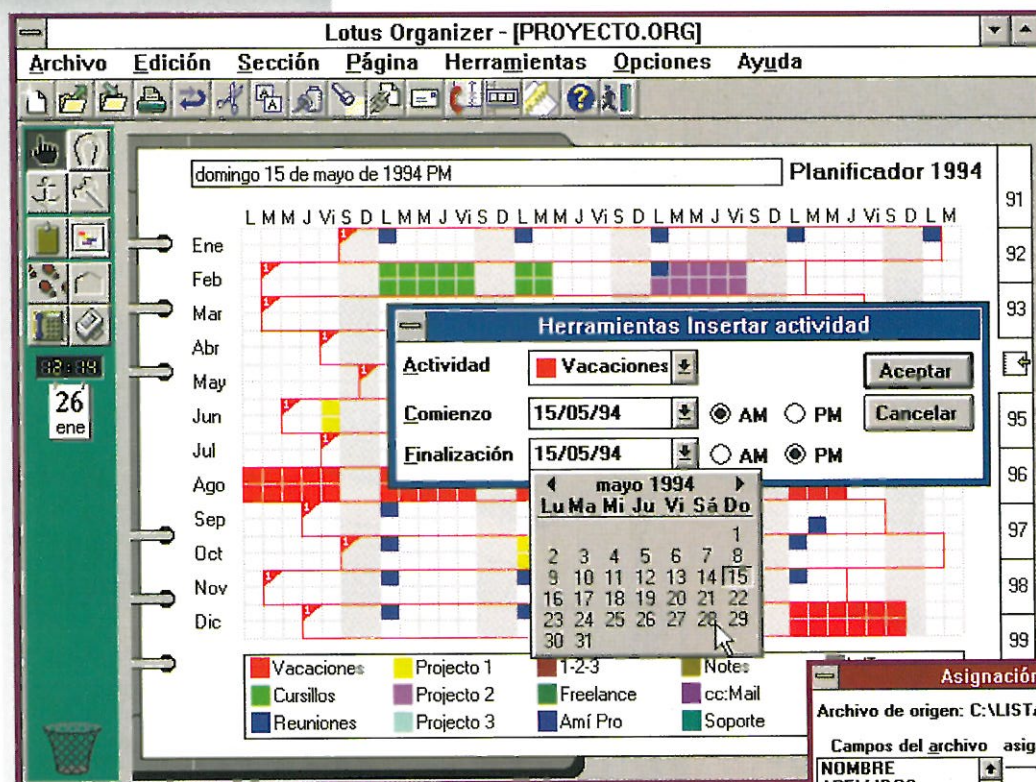 Lotus Organizer - [PROYECTO.ORG]
Archivo Edición Sección Página Herramientas Opciones Ayuda
domingo 15 de mayo de 1994 PM
Planificador 1994
L M M J Vi S D L M M J Vi S D L M M J Vi S D L M M J Vi S D L M M J Vi S D L M
Ene
Feb
Mar
Abr
May
Jun
Jul
Ago
Sep
Oct
Nov
Dic
26
ene
91
92
93
95
96
97
98
99
Herramientas Insertar actividad
Actividad Vacaciones Aceptar
Comienzo 15/05/94 AM PM Cancelar
Finalización 15/05/94 AM PM
mayo 1994
Lu Ma Mi Ju Vi Sá Do
1
2 3 4 5 6 7 8
9 10 11 12 13 14 15
16 17 18 19 20 21 22
23 24 25 26 27 28 29
30 31
Vacaciones Projecto 1 1-2-3 Notes
Cursillos Projecto 2 Freelance cc:Mail
Reuniones Projecto 3 Amí Pro Soporte
Asignación
Archivo de origen: C:\LISTA
Campos del archivo asig
NOMBRE